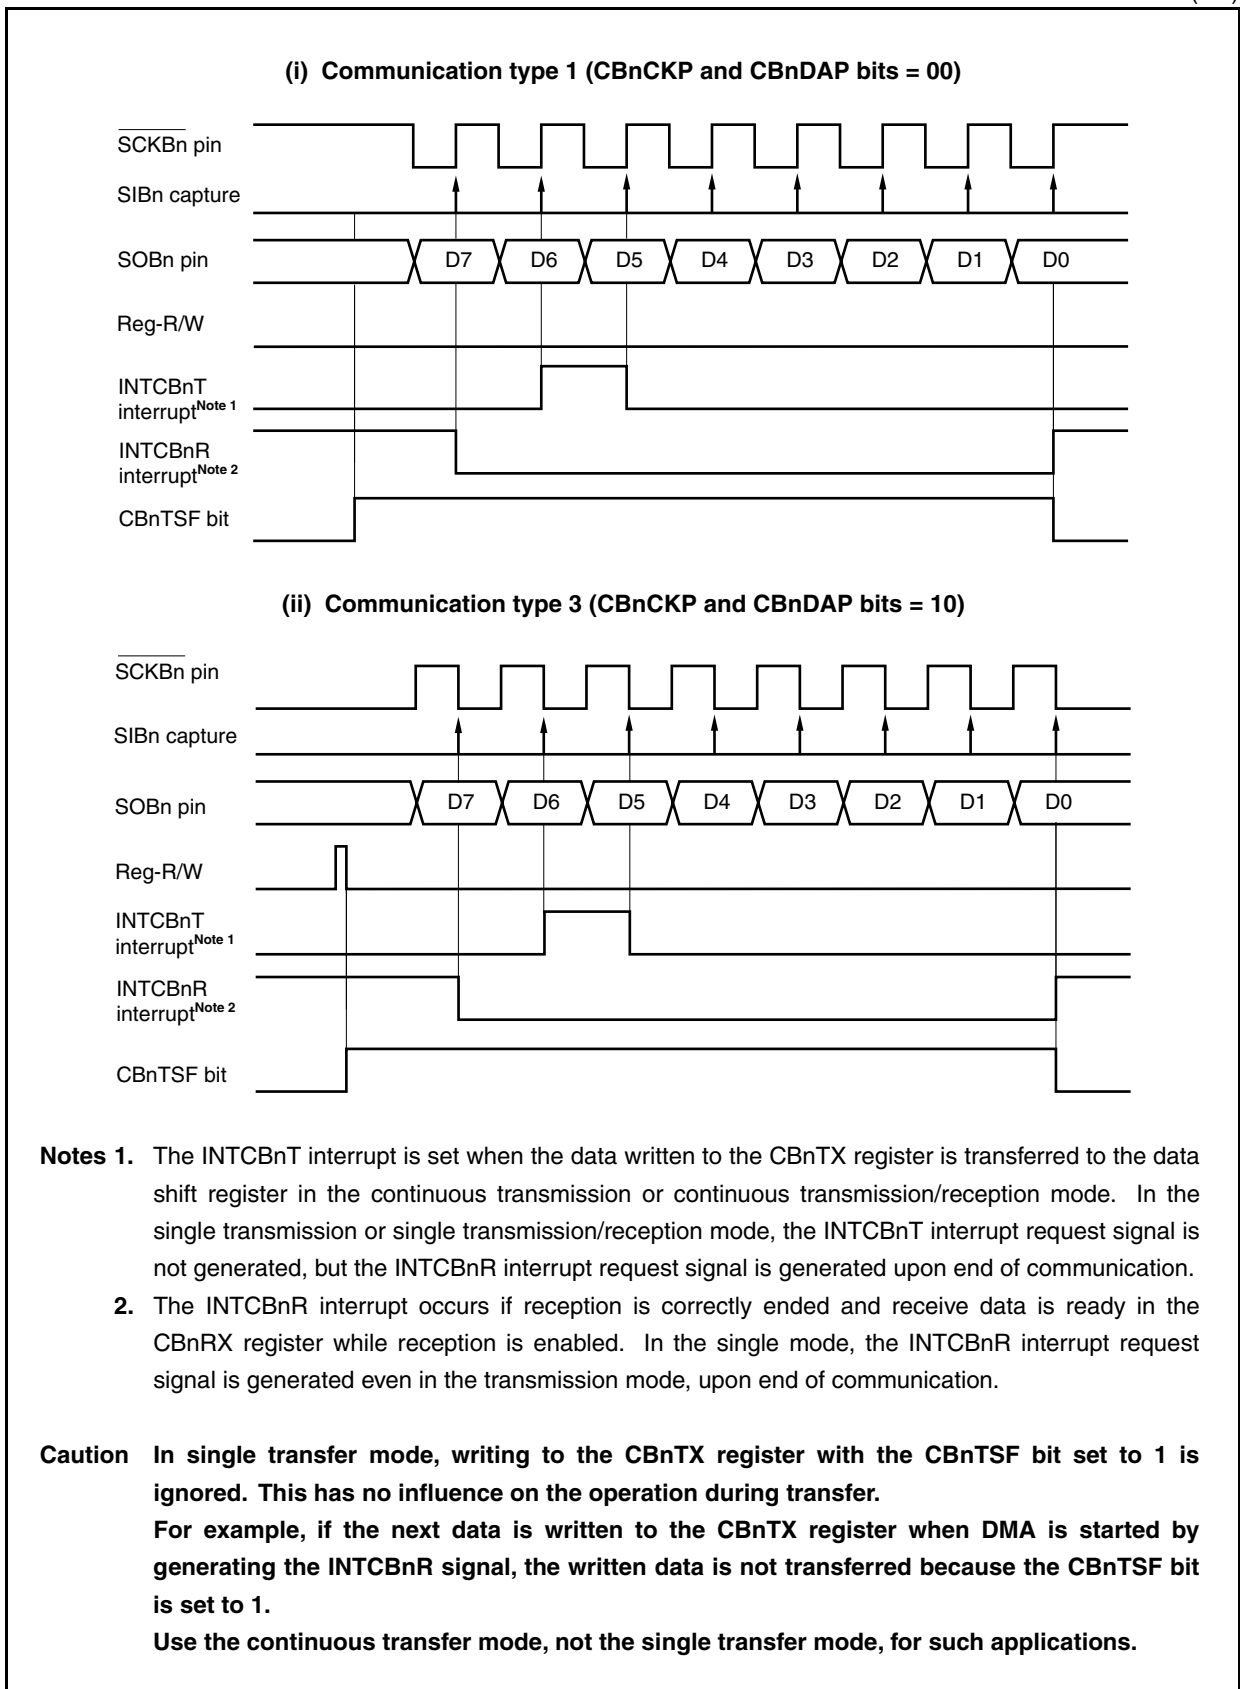 (i) Communication type 1 (CBnCKP and CBnDAP bits = 00)
SCKBn pin
SIBn capture
SOBn pin D7 D6 D5 D4 D3 D2 D1 D0
Reg-R/W
INTCBnT
interruptNote 1
INTCBnR
interruptNote 2
CBnTSF bit
(ii) Communication type 3 (CBnCKP and CBnDAP bits = 10)
SCKBn pin
SIBn capture
SOBn pin D7 D6 D5 D4 D3 D2 D1 D0
Reg-R/W
INTCBnT
interruptNote 1
INTCBnR
interruptNote 2
CBnTSF bit
Notes 1. The INTCBnT interrupt is set when the data written to the CBnTX register is transferred to the data
shift register in the continuous transmission or continuous transmission/reception mode. In the
single transmission or single transmission/reception mode, the INTCBnT interrupt request signal is
not generated, but the INTCBnR interrupt request signal is generated upon end of communication.
2. The INTCBnR interrupt occurs if reception is correctly ended and receive data is ready in the
CBnRX register while reception is enabled. In the single mode, the INTCBnR interrupt request
signal is generated even in the transmission mode, upon end of communication.
Caution In single transfer mode, writing to the CBnTX register with the CBnTSF bit set to 1 is
ignored. This has no influence on the operation during transfer.
For example, if the next data is written to the CBnTX register when DMA is started by
generating the INTCBnR signal, the written data is not transferred because the CBnTSF bit
is set to 1.
Use the continuous transfer mode, not the single transfer mode, for such applications.